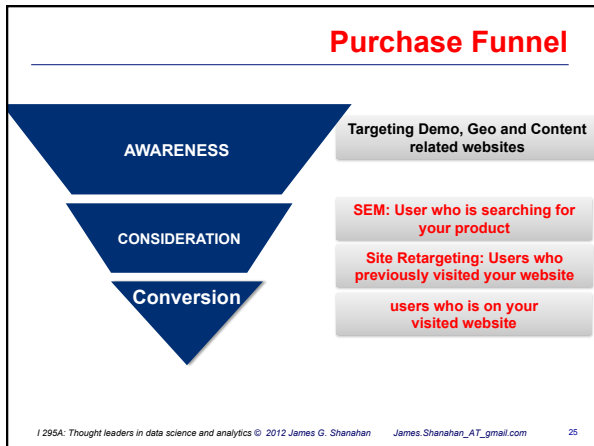 Purchase Funnel
AWARENESS
Targeting Demo, Geo and Content
related websites
CONSIDERATION
SEM: User who is searching for
your product
Site Retargeting: Users who
previously visited your website
Conversion
users who is on your
visited website
I 295A: Thought leaders in data science and analytics © 2012 James G. Shanahan James.Shanahan_AT_gmail.com 25